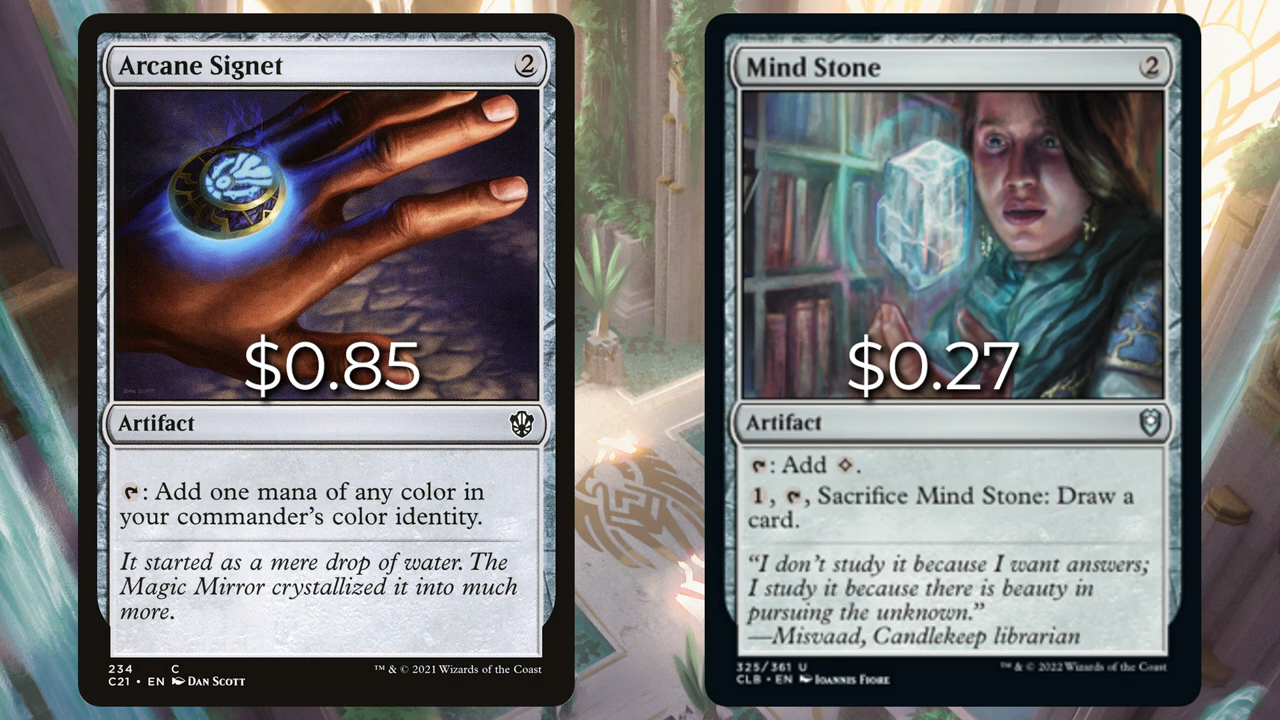 Arcane Signet 2
$0.85
Artifact
: Add one mana of any color in
your commander's color identity.
It started as a mere drop of water. The
Magic Mirror crystallized it into much
more.
234 C
C21 • EN Dan Scott
™ & © 2021 Wizards of the Coast
Mind Stone 2
$0.27
Artifact
: Add .
1, , Sacrifice Mind Stone: Draw a
card.
“I don't study it because I want answers;
I study it because there is beauty in
pursuing the unknown.”
—Misvaad, Candlekeep librarian
325/361 U
CLB • EN Ioannis Fiore
™ & © 2022 Wizards of the Coast